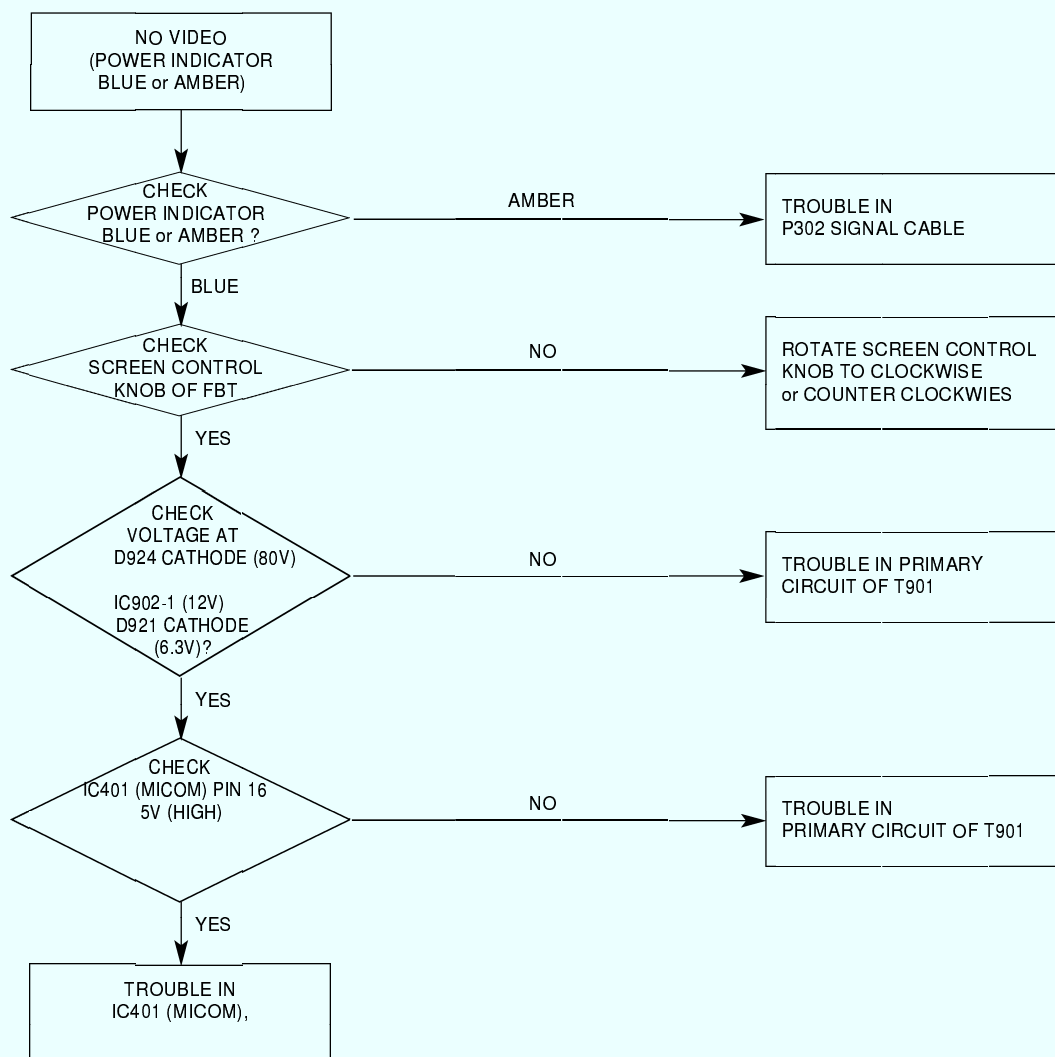 NO VIDEO
(POWER INDICATOR
BLUE or AMBER)
CHECK
POWER INDICATOR
BLUE or AMBER ?
AMBER
TROUBLE IN
P302 SIGNAL CABLE
BLUE
CHECK
SCREEN CONTROL
KNOB OF FBT
NO
ROTATE SCREEN CONTROL
KNOB TO CLOCKWISE
or COUNTER CLOCKWIES
YES
CHECK
VOLTAGE AT
D924 CATHODE (80V)
IC902-1 (12V)
D921 CATHODE
(6.3V)?
NO
TROUBLE IN PRIMARY
CIRCUIT OF T901
YES
CHECK
IC401 (MICOM) PIN 16
5V (HIGH)
NO
TROUBLE IN
PRIMARY CIRCUIT OF T901
YES
TROUBLE IN
IC401 (MICOM),